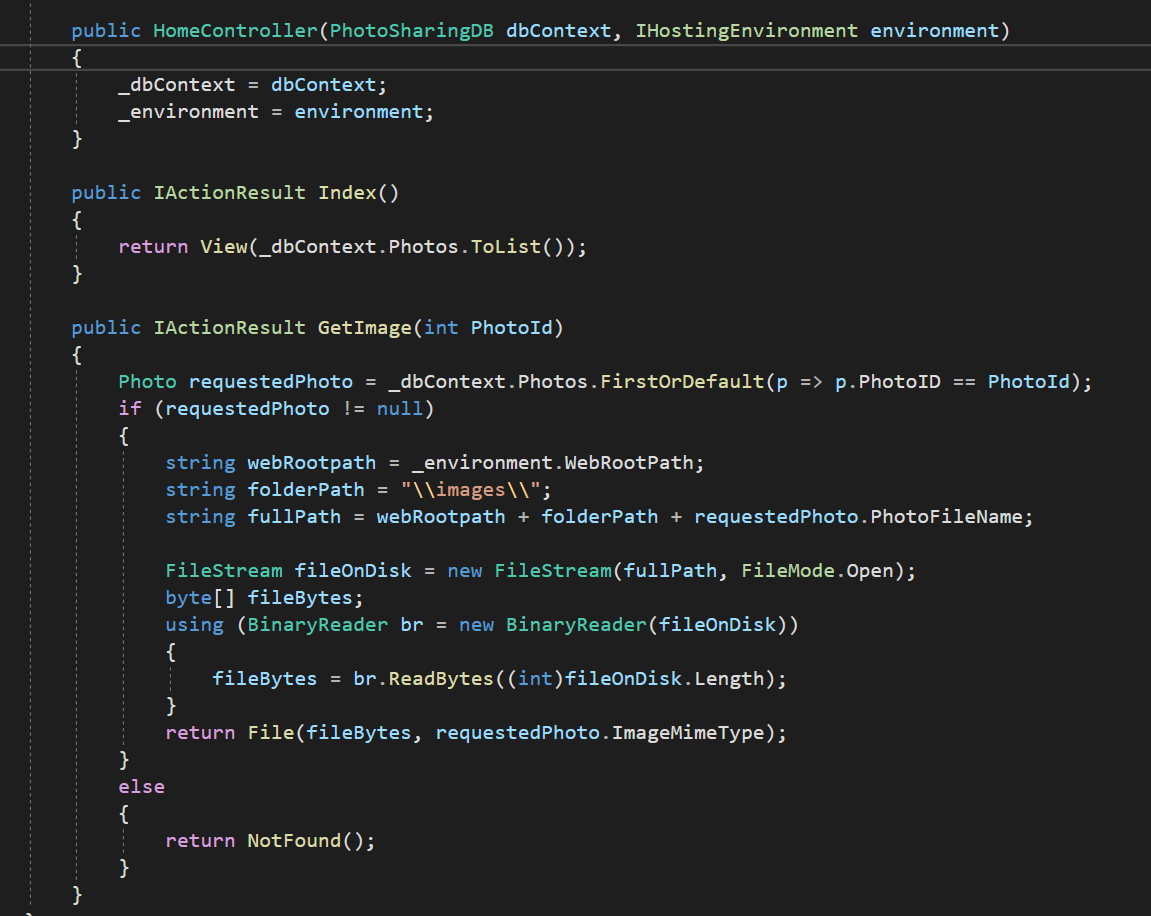 public HomeController(PhotoSharingDB dbContext, IHostingEnvironment environment)
{
    _dbContext = dbContext;
    _environment = environment;
}

public IActionResult Index()
{
    return View(_dbContext.Photos.ToList());
}

public IActionResult GetImage(int PhotoId)
{
    Photo requestedPhoto = _dbContext.Photos.FirstOrDefault(p => p.PhotoID == PhotoId);
    if (requestedPhoto != null)
    {
        string webRootpath = _environment.WebRootPath;
        string folderPath = "\\images\\";
        string fullPath = webRootpath + folderPath + requestedPhoto.PhotoFileName;

        FileStream fileOnDisk = new FileStream(fullPath, FileMode.Open);
        byte[] fileBytes;
        using (BinaryReader br = new BinaryReader(fileOnDisk))
        {
            fileBytes = br.ReadBytes((int)fileOnDisk.Length);
        }
        return File(fileBytes, requestedPhoto.ImageMimeType);
    }
    else
    {
        return NotFound();
    }
}